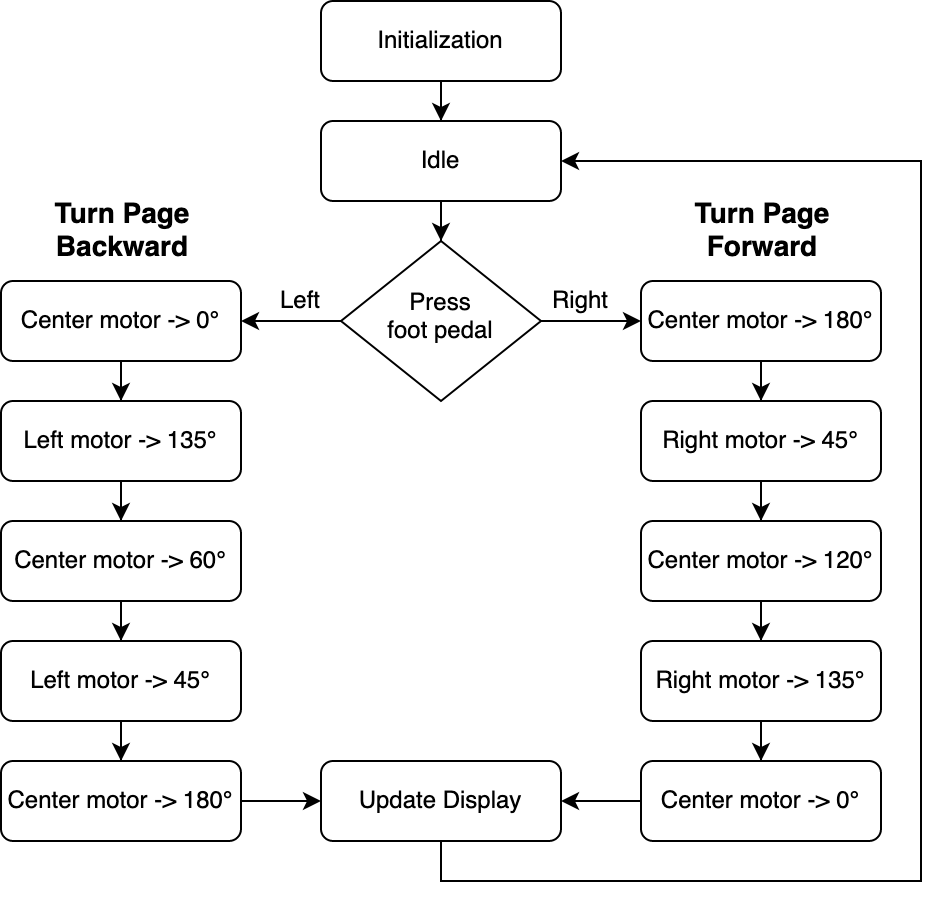 Initialization
Idle
Turn Page
Backward
Turn Page
Forward
Left
Press
foot pedal
Right
Center motor -> 0°
Center motor -> 180°
Left motor -> 135°
Right motor -> 45°
Center motor -> 60°
Center motor -> 120°
Left motor -> 45°
Right motor -> 135°
Center motor -> 180°
Update Display
Center motor -> 0°